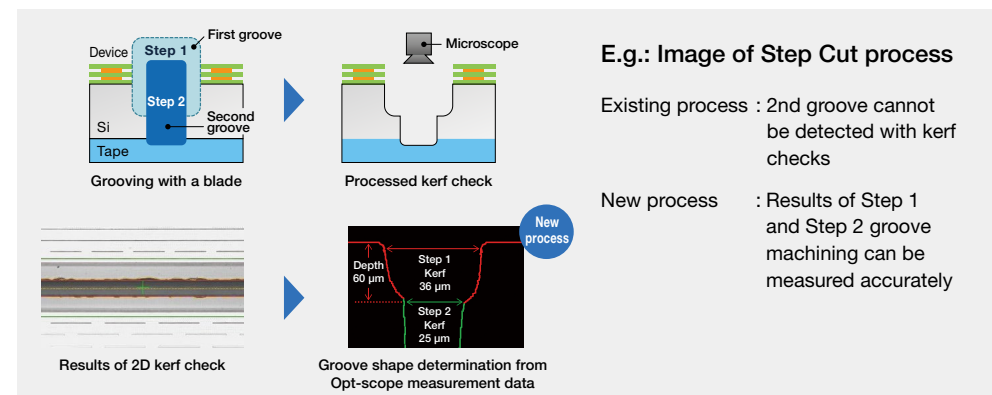 First groove
Device
Step 1
Step 2
Second
groove
Si
Tape
Grooving with a blade
Microscope
Processed kerf check
E.g.: Image of Step Cut process
Existing process : 2nd groove cannot
be detected with kerf
checks
New process : Results of Step 1
and Step 2 groove
machining can be
measured accurately
Results of 2D kerf check
New
process
Depth
60 µm
Step 1
Kerf
36 µm
Step 2
Kerf
25 µm
Groove shape determination from
Opt-scope measurement data